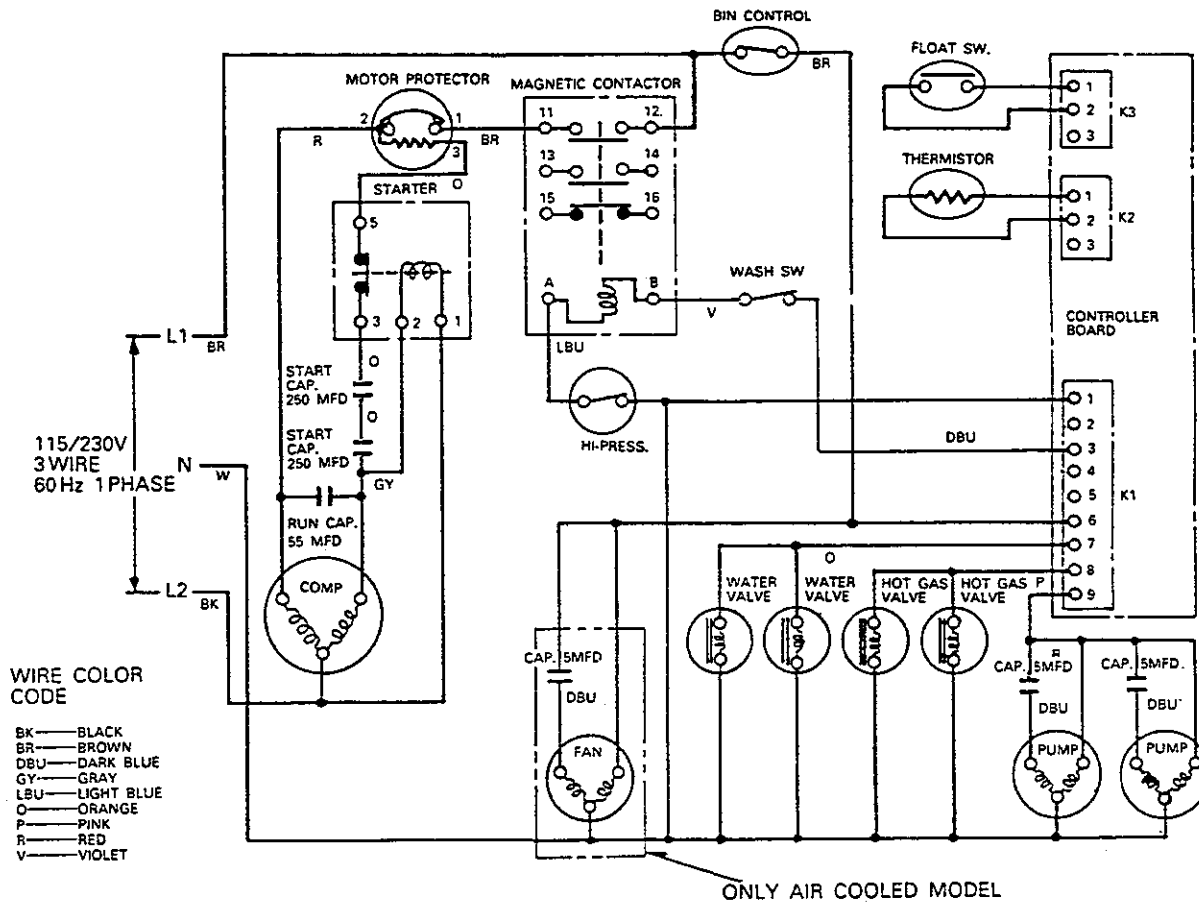 BIN CONTROL
BR
FLOAT SW.
1
2
3
K3
MOTOR PROTECTOR
2
1
3
R
BR
O
MAGNETIC CONTACTOR
11
12.
13
14
15
16
A
B
LBU
V
WASH SW
THERMISTOR
1
2
3
K2
STARTER
5
3
2
1
O
START
CAP.
250 MFD
O
START
CAP.
250 MFD
GY
RUN CAP.
55 MFD
COMP
L1
BR
115/230V
3 WIRE
60 Hz 1 PHASE
N
W
L2
BK
HI-PRESS.
DBU
CONTROLLER
BOARD
1
2
3
4
5
6
7
8
9
K1
O
WATER
VALVE
WATER
VALVE
HOT GAS
VALVE
HOT GAS
VALVE
P
CAP. 5MFD
DBU
FAN
R
CAP. 5MFD
DBU
PUMP
CAP. 5MFD.
DBU
PUMP
WIRE COLOR
CODE
BK——BLACK
BR——BROWN
DBU——DARK BLUE
GY——GRAY
LBU——LIGHT BLUE
O——ORANGE
P——PINK
R——RED
V——VIOLET
ONLY AIR COOLED MODEL